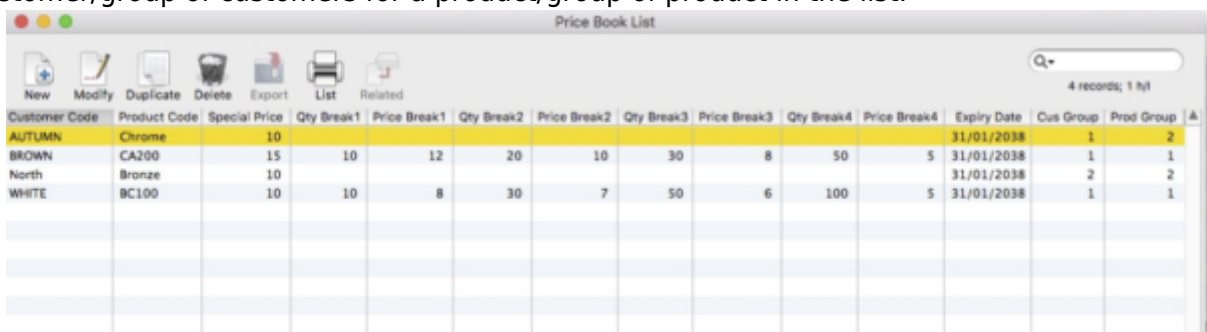 stomer/group of customers for a product/group of product in the list.
Price Book List
New Modify Duplicate Delete Export List Related
4 records; 1 h/l
Customer Code Product Code Special Price Qty Break1 Price Break1 Qty Break2 Price Break2 Qty Break3 Price Break3 Qty Break4 Price Break4 Expiry Date Cus Group Prod Group
AUTUMN Chrome 10 31/01/2038 1 2
BROWN CA200 15 10 12 20 10 30 8 50 5 31/01/2038 1 1
North Bronze 10 31/01/2038 2 2
WHITE BC100 10 10 8 30 7 50 6 100 5 31/01/2038 1 1